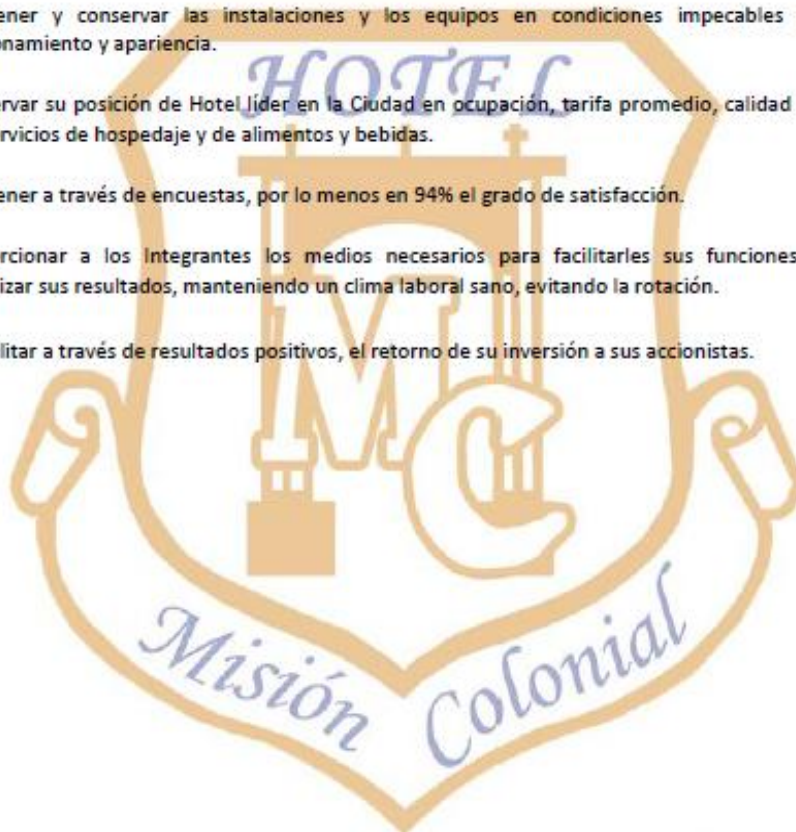 ener y conservar las instalaciones y los equipos en condiciones impecables
onamiento y apariencia.
ervar su posición de Hotel líder en la Ciudad en ocupación, tarifa promedio, calidad
ervicios de hospedaje y de alimentos y bebidas.
ener a través de encuestas, por lo menos en 94% el grado de satisfacción.
orcionar a los Integrantes los medios necesarios para facilitarles sus funciones
izar sus resultados, manteniendo un clima laboral sano, evitando la rotación.
litar a través de resultados positivos, el retorno de su inversión a sus accionistas.
HOTEL
MC
Misión Colonial